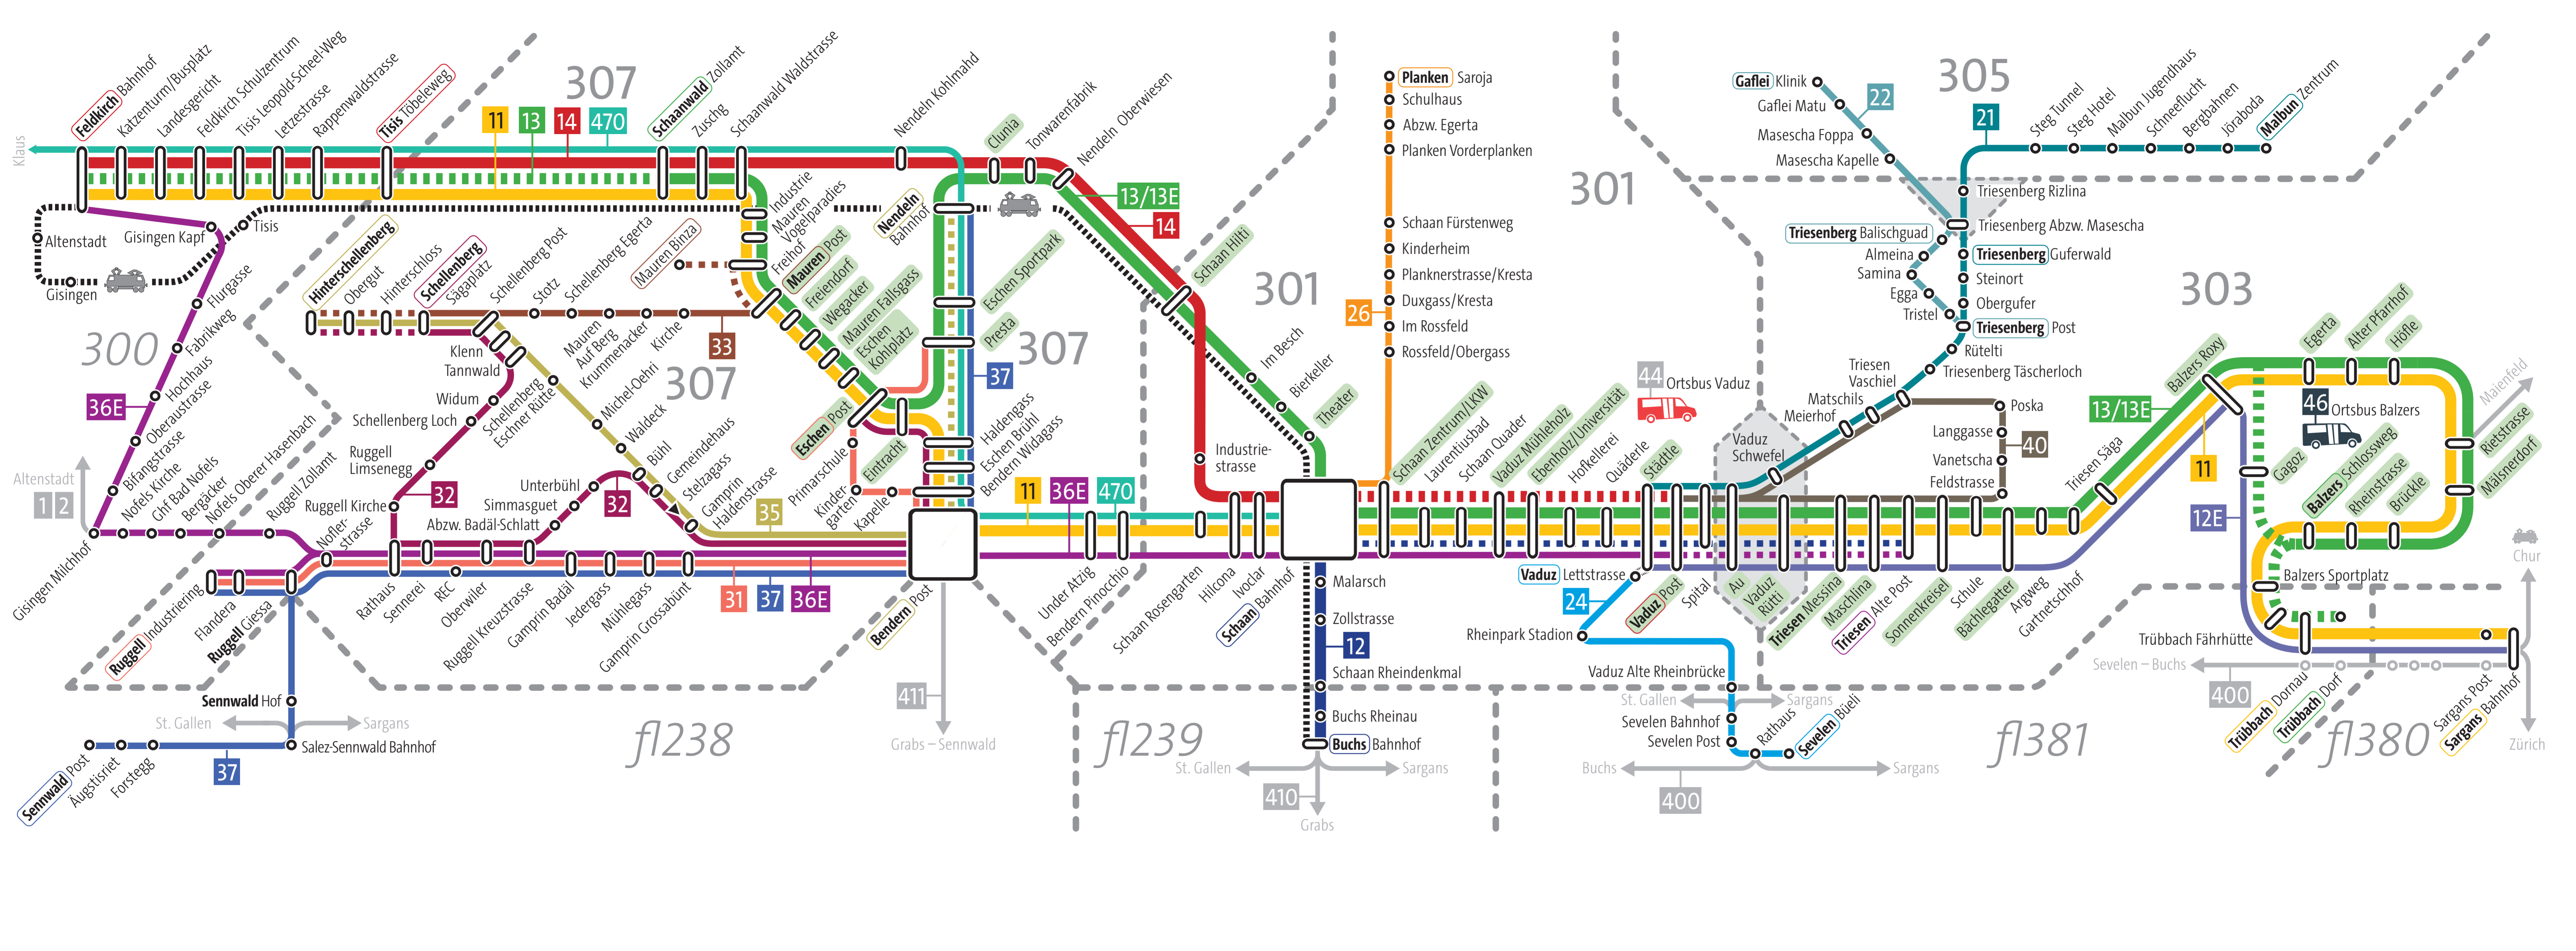 Klaus
Feldkirch Bahnhof
Katzenturm/Busplatz
Landesgericht
Feldkirch Schulzentrum
Tisis Leopold-Scheel-Weg
Letzestrasse
Rappenwaldstrasse
Tisis Tobeleweg
307
11
13
14
470
Schaanwald Zollamt
Zuschg
Schaanwald Waldstrasse
Nendeln Kohlmahd
Clunia
Tonwarenfabrik
Nendeln Oberwiesen
13/13E
14
Altenstadt
Gisingen
Gisingen Kapf
Tisis
Flurgasse
Fabrikweg
Hochhaus
Oberaustrasse
Bifangstrasse
Nofels Kirche
Chf Bad Nofels
Bergäcker
Nofels Oberer Hasenbach
Ruggell Zollamt
300
36E
Altenstadt
1
2
Gisingen Milchhof
Hinterschellenberg
Obergut
Hinterschloss
Schellenberg
Sägaplatz
Schellenberg Post
Stotz
Schellenberg Egerta
Mauren
Auf Berg
Krummenacker
Kirche
33
Mauren Binza
Industrie
Mauren
Vogelparadies
Freihof
Mauren Post
Freiendorf
Wegacker
Mauren Fallsgass
Eschen
Kohlplatz
Eschen Post
Eintracht
Primarschule
Kinder-
garten
Kapelle
Nendeln
Bahnhof
Eschen Sportpark
Presta
307
37
Haldengass
Eschen Brühl
Bendern Widagass
Klenn
Tannwald
Widum
Schellenberg Loch
Ruggell
Limsenegg
Ruggell Kirche
32
Schellenberg
Eschner Rütte
Michel-Oehri
Waldeck
Bühl
Gemeindehaus
Stelzagass
Gamprin
Haldenstrasse
307
35
Unterbühl
Simmasguet
Abzw. Badäl-Schlatt
32
Nofler-
strasse
Ruggell Industriering
Flandera
Ruggell Giessa
Rathaus
Sennerei
REC
Oberwiler
Ruggell Kreuzstrasse
Gamprin Badäl
Jedergass
Mühlegass
Gamprin Grossabünt
31
37
36E
Bendern Post
411
Grabs – Sennwald
Sennwald Hof
St. Gallen
Sargans
Salez-Sennwald Bahnhof
37
Sennwald Post
Äugstisriet
Forstegg
fl238
11
36E
470
Under Atzig
Bendern Pinocchio
Schaan Rosengarten
Hilcona
Ivoclar
Schaan Bahnhof
Industrie-
strasse
Schaan Hilti
301
Im Besch
Bierkeller
Theater
Malarsch
Zollstrasse
12
Schaan Rheindenkmal
Buchs Rheinau
Buchs Bahnhof
St. Gallen
Sargans
410
Grabs
fl239
Planken Saroja
Schulhaus
Abzw. Egerta
Planken Vorderplanken
Schaan Fürstenweg
Kinderheim
Planknerstrasse/Kresta
Duxgass/Kresta
Im Rossfeld
Rossfeld/Obergass
26
301
Schaan Zentrum/LKW
Laurentiusbad
Schaan Quader
Vaduz Mühleholz
Ebenholz/Universität
Hofkellerei
Quäderle
Städtle
44 Ortsbus Vaduz
Vaduz
Schwefel
Vaduz Lettstrasse
24
Rheinpark Stadion
Vaduz Post
Spital
Au
Vaduz
Rütti
Triesen Messina
Maschlina
Triesen Alte Post
Sonnenkreisel
Schule
Bächlegatter
Argweg
Gartnetschhof
Vaduz Alte Rheinbrücke
St. Gallen
Sargans
Sevelen Bahnhof
Sevelen Post
Rathaus
Sevelen Büeli
Buchs
Sargans
400
fl381
Gaflei Klinik
Gaflei Matu
Masescha Foppa
Masescha Kapelle
22
305
21
Steg Tunnel
Steg Hotel
Malbun Jugendhaus
Schneeflucht
Bergbahnen
Jöraboda
Malbun Zentrum
Triesenberg Rizlina
Triesenberg Abzw. Masescha
Triesenberg Balischguad
Almeina
Samina
Egga
Tristel
Triesenberg Guferwald
Steinort
Obergufer
Triesenberg Post
Rütelti
Triesenberg Täscherloch
Triesen
Vaschiel
Matschils
Meierhof
Poska
Langgasse
Vanetscha
Feldstrasse
40
303
Triesen Säga
13/13E
11
12E
Balzers Roxy
Egerta
Alter Pfarrhof
Höfle
46 Ortsbus Balzers
Gagoz
Balzers Schlossweg
Rheinstrasse
Brückle
Maienfeld
Rietstrasse
Mälsnerdorf
Balzers Sportplatz
Trübbach Fährhütte
Sevelen – Buchs
400
Trübbach Dornau
Trübbach Dorf
Sargans Post
Sargans Bahnhof
Chur
Zürich
fl380